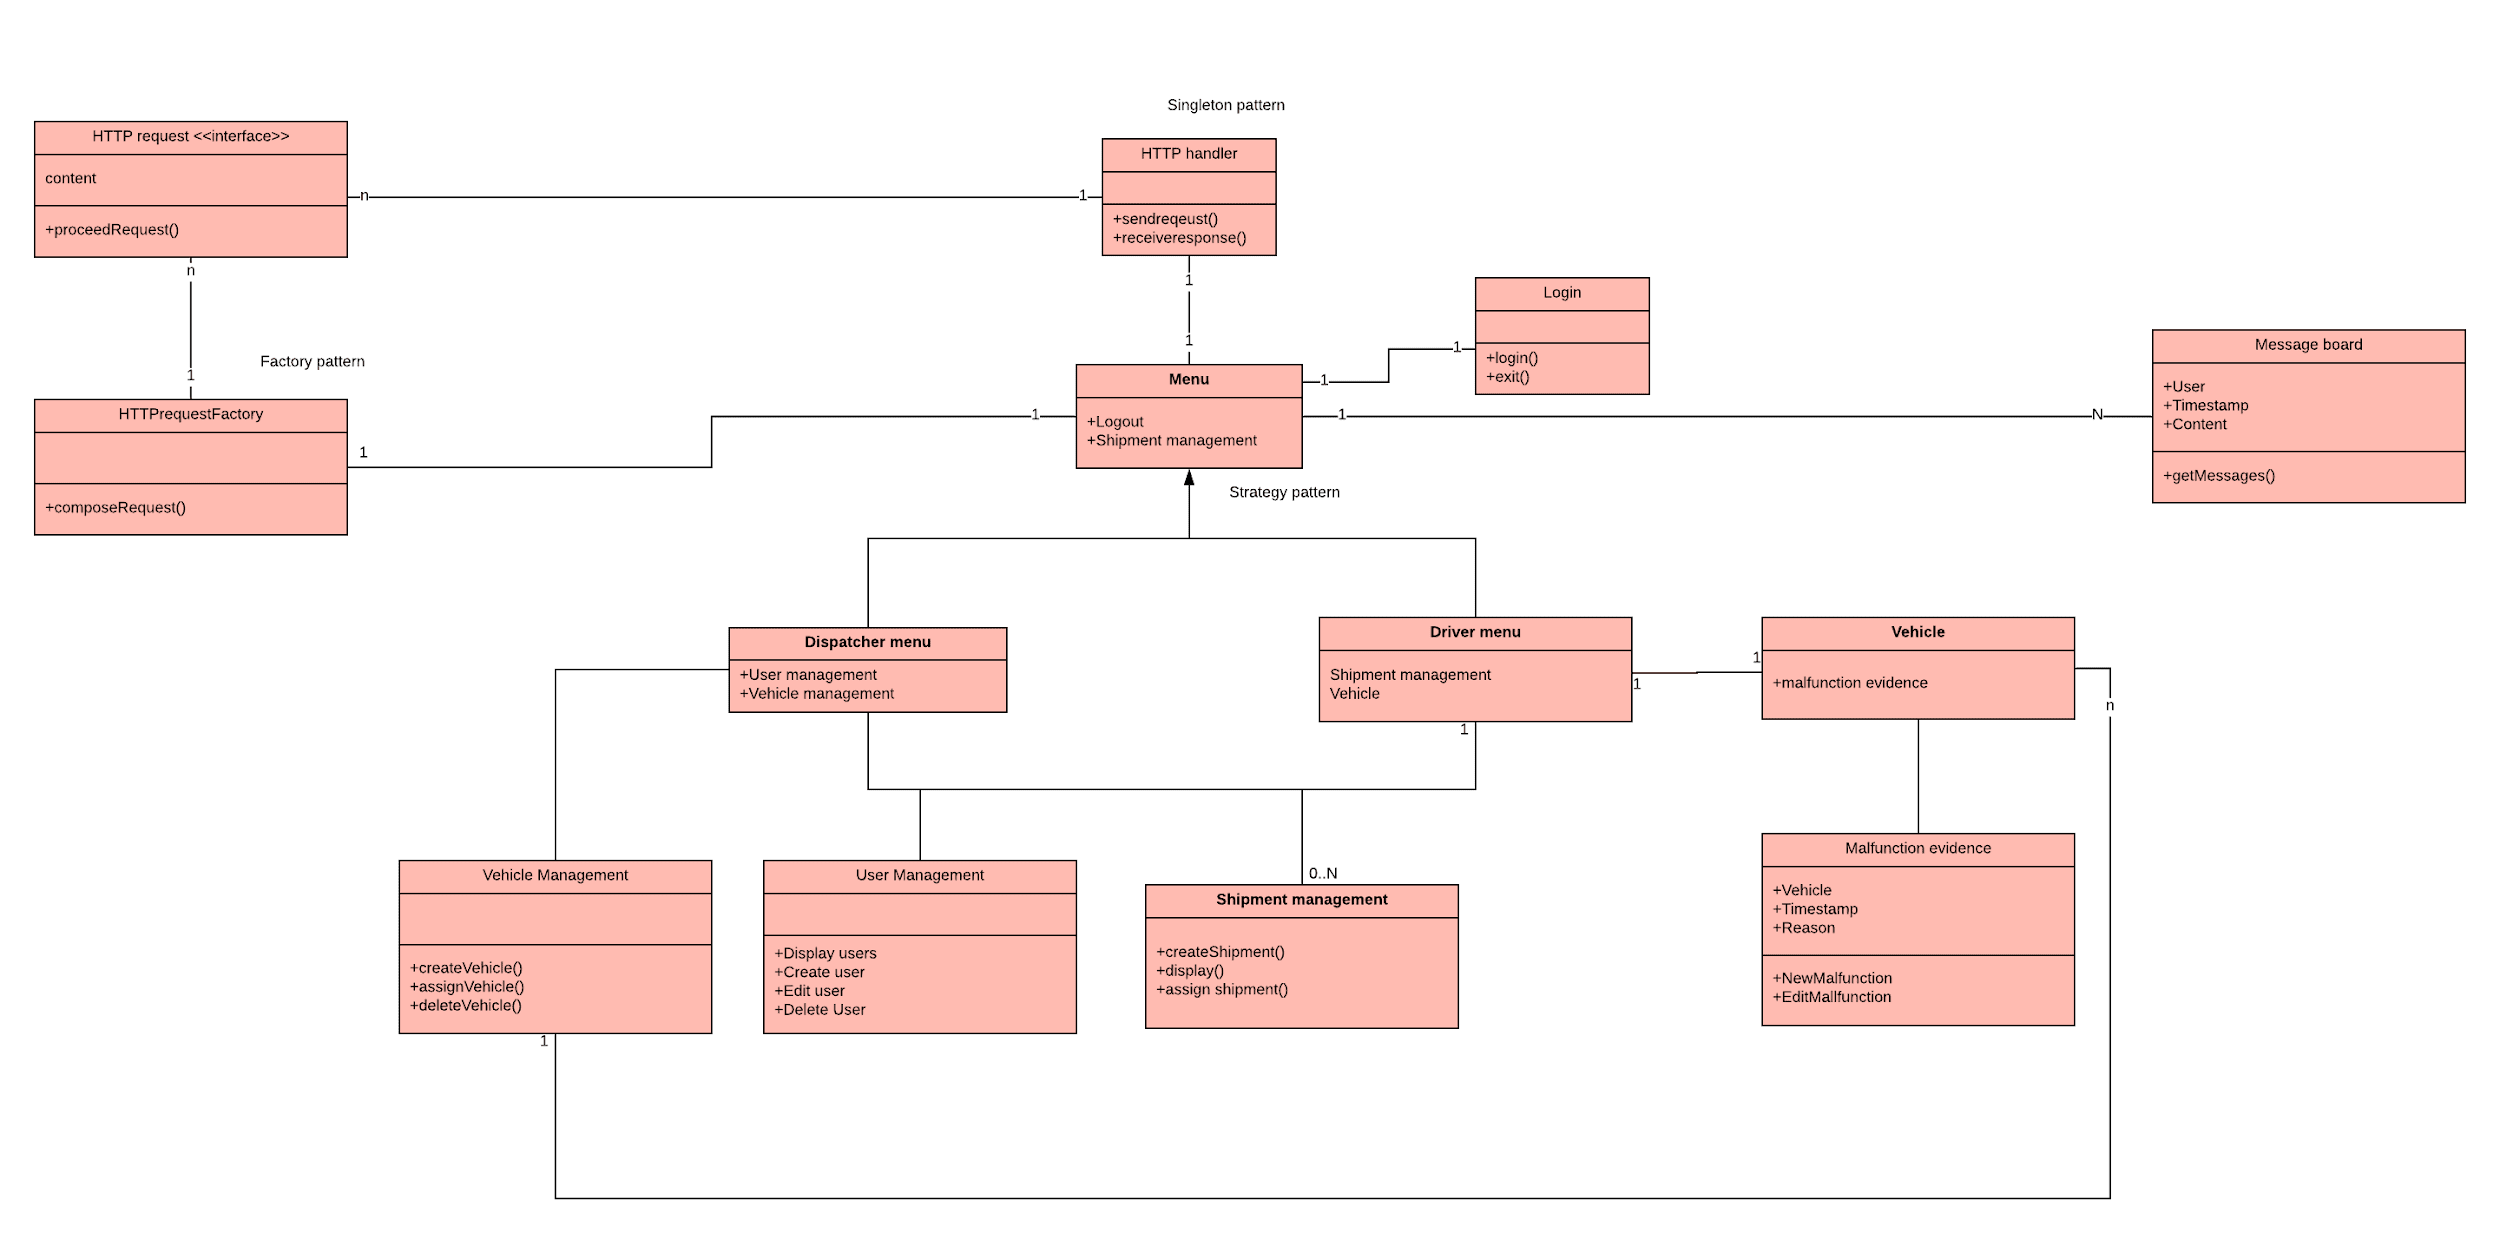 Singleton pattern
HTTP request <<interface>>
content
+proceedRequest()
n
1
HTTP handler
+sendreqeust()
+receiveresponse()
n
1
1
1
Login
+login()
+exit()
1
1
Factory pattern
HTTPrequestFactory
+composeRequest()
1
1
Menu
+Logout
+Shipment management
1
N
Message board
+User
+Timestamp
+Content
+getMessages()
Strategy pattern
Dispatcher menu
+User management
+Vehicle management
Driver menu
Shipment management
Vehicle
1
1
1
Vehicle
+malfunction evidence
n
Vehicle Management
+createVehicle()
+assignVehicle()
+deleteVehicle()
1
User Management
+Display users
+Create user
+Edit user
+Delete User
0..N
Shipment management
+createShipment()
+display()
+assign shipment()
Malfunction evidence
+Vehicle
+Timestamp
+Reason
+NewMalfunction
+EditMallfunction